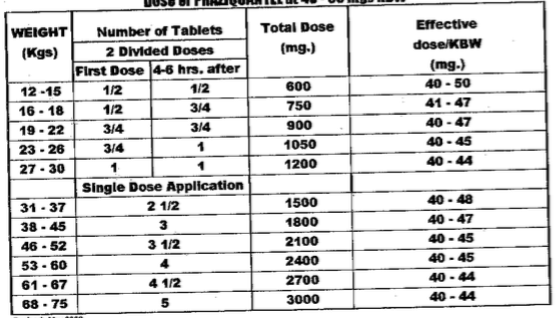 DOSE of PRAZIQUANTEL at 40 - 50 mgs KBW
WEIGHT (Kgs) | Number of Tablets | Total Dose (mg.) | Effective dose/KBW (mg.)
2 Divided Doses
First Dose | 4-6 hrs. after
12 -15 | 1/2 | 1/2 | 600 | 40 - 50
16 - 18 | 1/2 | 3/4 | 750 | 41 - 47
19 - 22 | 3/4 | 3/4 | 900 | 40 - 47
23 - 26 | 3/4 | 1 | 1050 | 40 - 45
27 - 30 | 1 | 1 | 1200 | 40 - 44
Single Dose Application
31 - 37 | 2 1/2 | 1500 | 40 - 48
38 - 45 | 3 | 1800 | 40 - 47
46 - 52 | 3 1/2 | 2100 | 40 - 45
53 - 60 | 4 | 2400 | 40 - 45
61 - 67 | 4 1/2 | 2700 | 40 - 44
68 - 75 | 5 | 3000 | 40 - 44